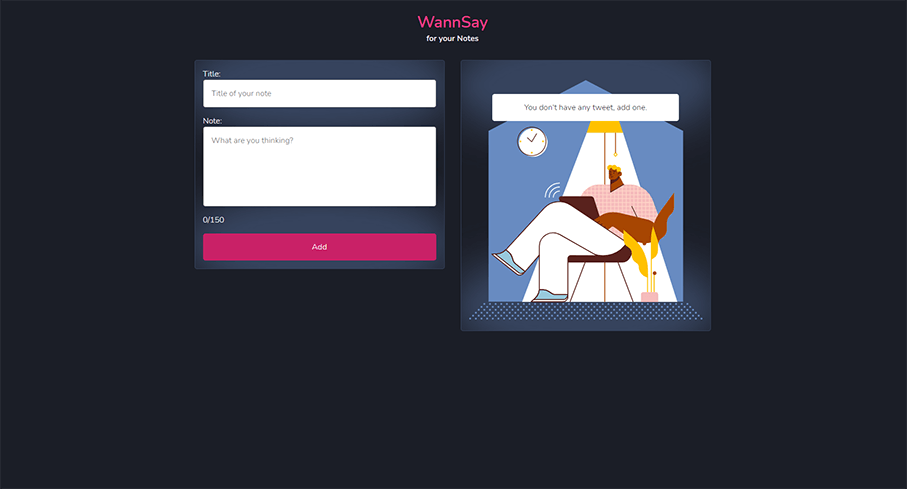 WannSay
for your Notes
Title:
Title of your note
Note:
What are you thinking?
0/150
Add
You don't have any tweet, add one.